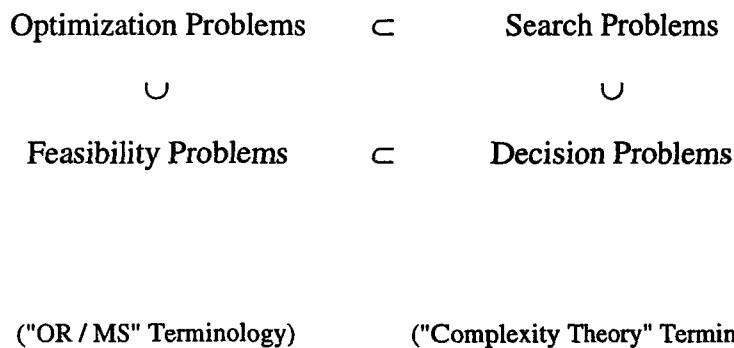 Optimization Problems ⊂ Search Problems
∪ ∪
Feasibility Problems ⊂ Decision Problems
("OR / MS" Terminology) ("Complexity Theory" Termin